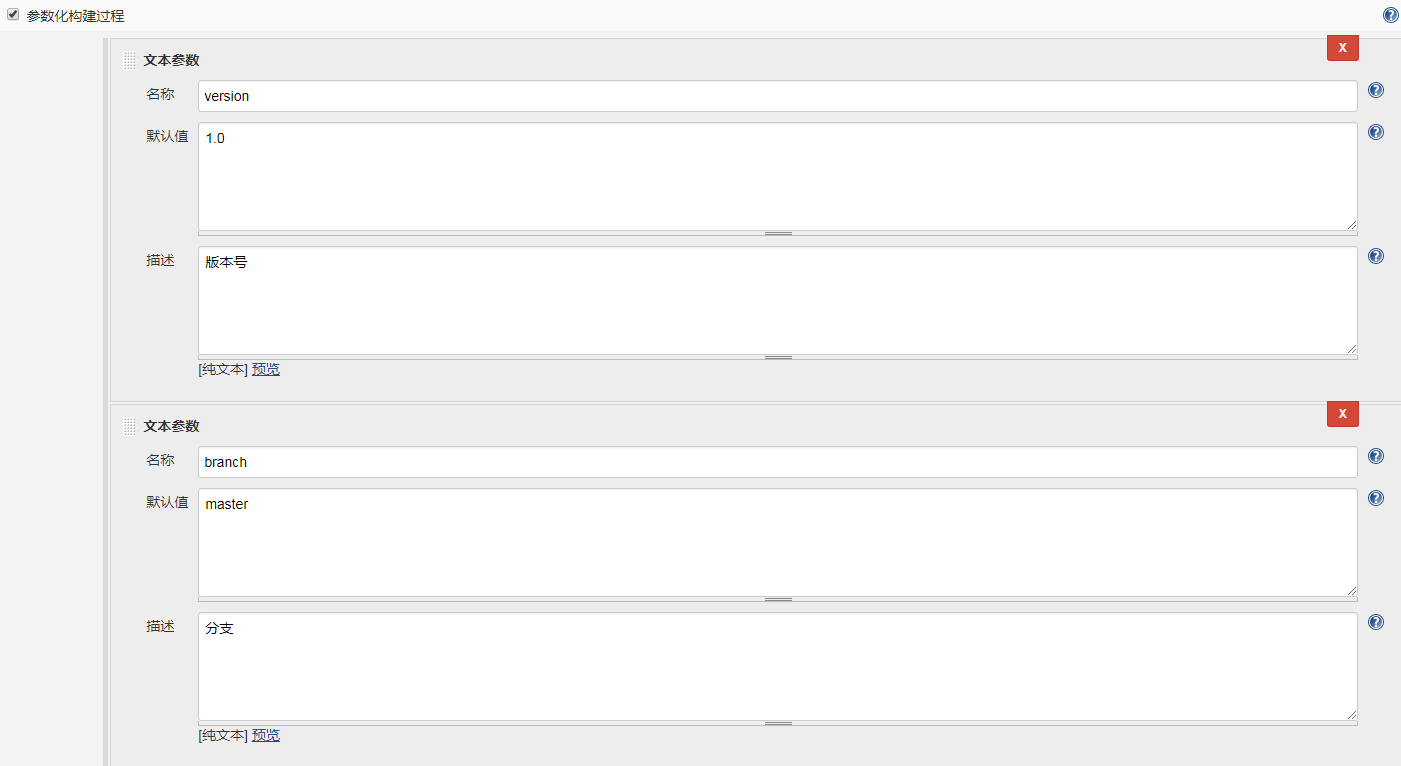 参数化构建过程
文本参数
X
名称
version
默认值
1.0
描述
版本号
[纯文本] 预览
文本参数
X
名称
branch
默认值
master
描述
分支
[纯文本] 预览